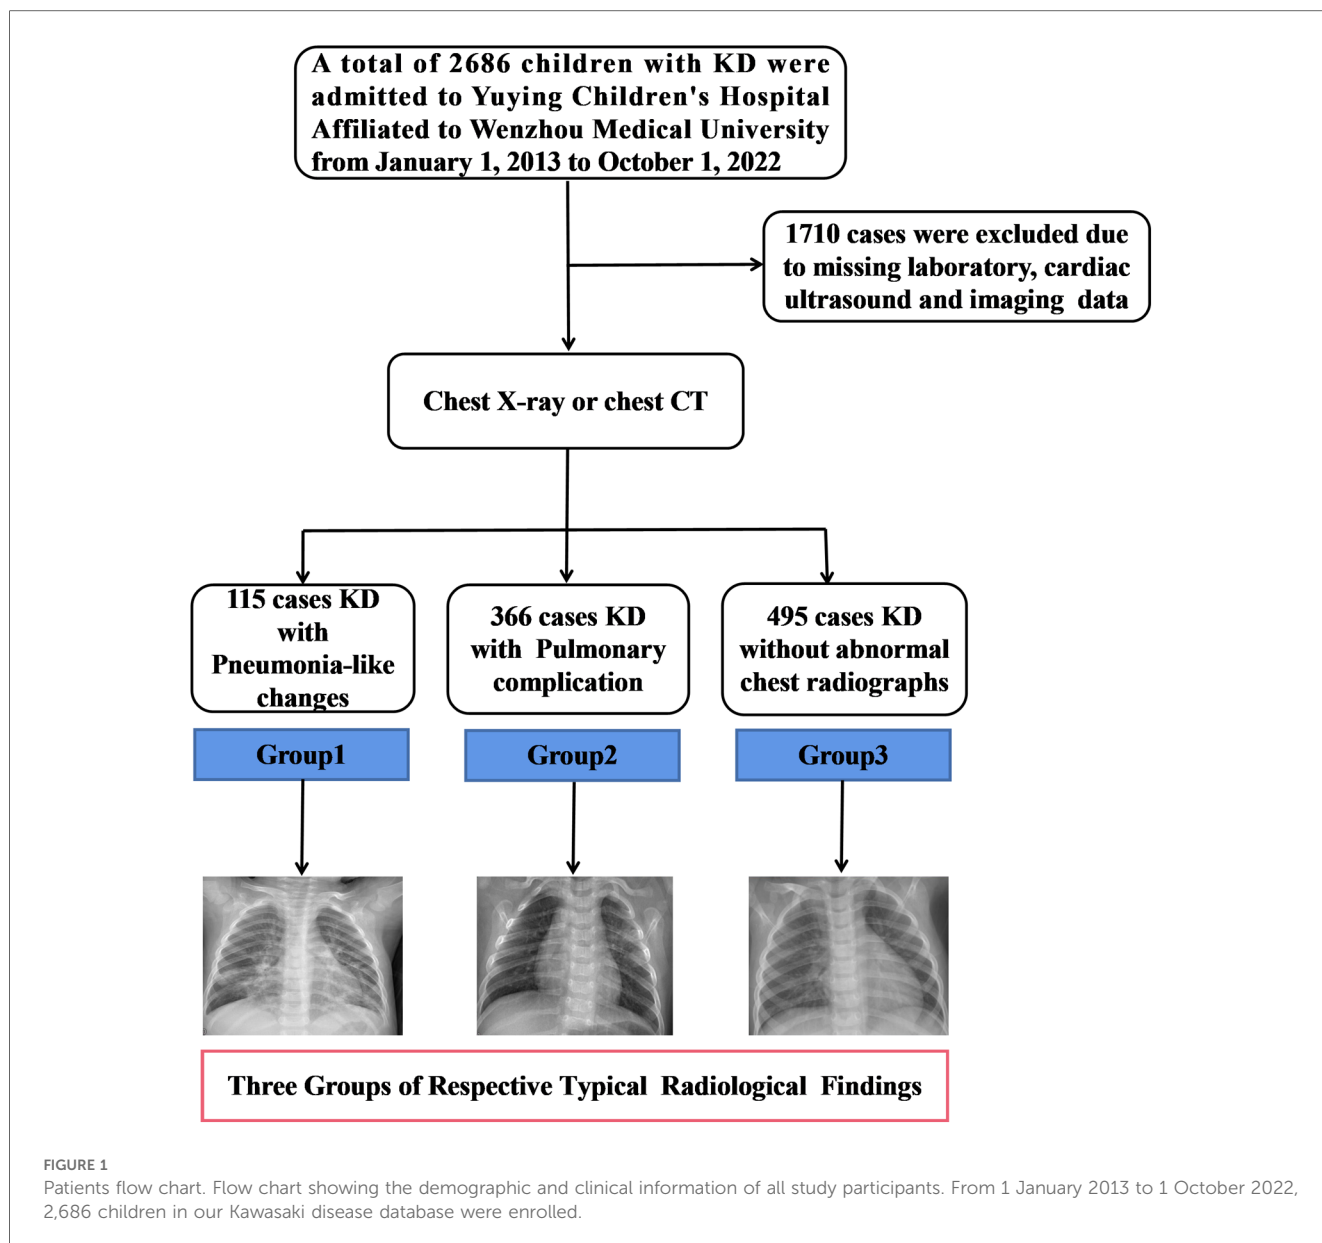 A total of 2686 children with KD were
admitted to Yuying Children's Hospital
Affiliated to Wenzhou Medical University
from January 1, 2013 to October 1, 2022
1710 cases were excluded due
to missing laboratory, cardiac
ultrasound and imaging data
Chest X-ray or chest CT
115 cases KD
with
Pneumonia-like
changes
366 cases KD
with Pulmonary
complication
495 cases KD
without abnormal
chest radiographs
Group1
Group2
Group3
Three Groups of Respective Typical Radiological Findings
FIGURE 1
Patients flow chart. Flow chart showing the demographic and clinical information of all study participants. From 1 January 2013 to 1 October 2022,
2,686 children in our Kawasaki disease database were enrolled.